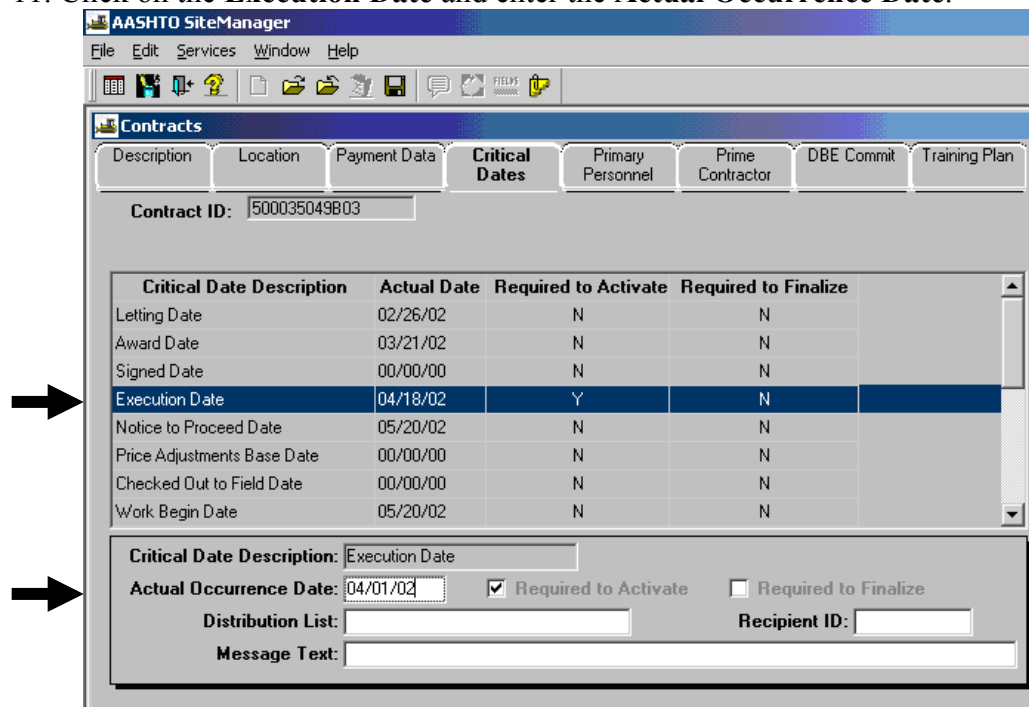 11. Click on the Execution Date and enter the Actual Occurrence Date.
AASHTO SiteManager
File Edit Services Window Help
FIELDS
Contracts
Description Location Payment Data Critical Dates Primary Personnel Prime Contractor DBE Commit Training Plan
Contract ID: 500035049B03
Critical Date Description Actual Date Required to Activate Required to Finalize
Letting Date 02/26/02 N N
Award Date 03/21/02 N N
Signed Date 00/00/00 N N
Execution Date 04/18/02 Y N
Notice to Proceed Date 05/20/02 N N
Price Adjustments Base Date 00/00/00 N N
Checked Out to Field Date 00/00/00 N N
Work Begin Date 05/20/02 N N
Critical Date Description: Execution Date
Actual Occurrence Date: 04/01/02 Required to Activate Required to Finalize
Distribution List: Recipient ID:
Message Text: